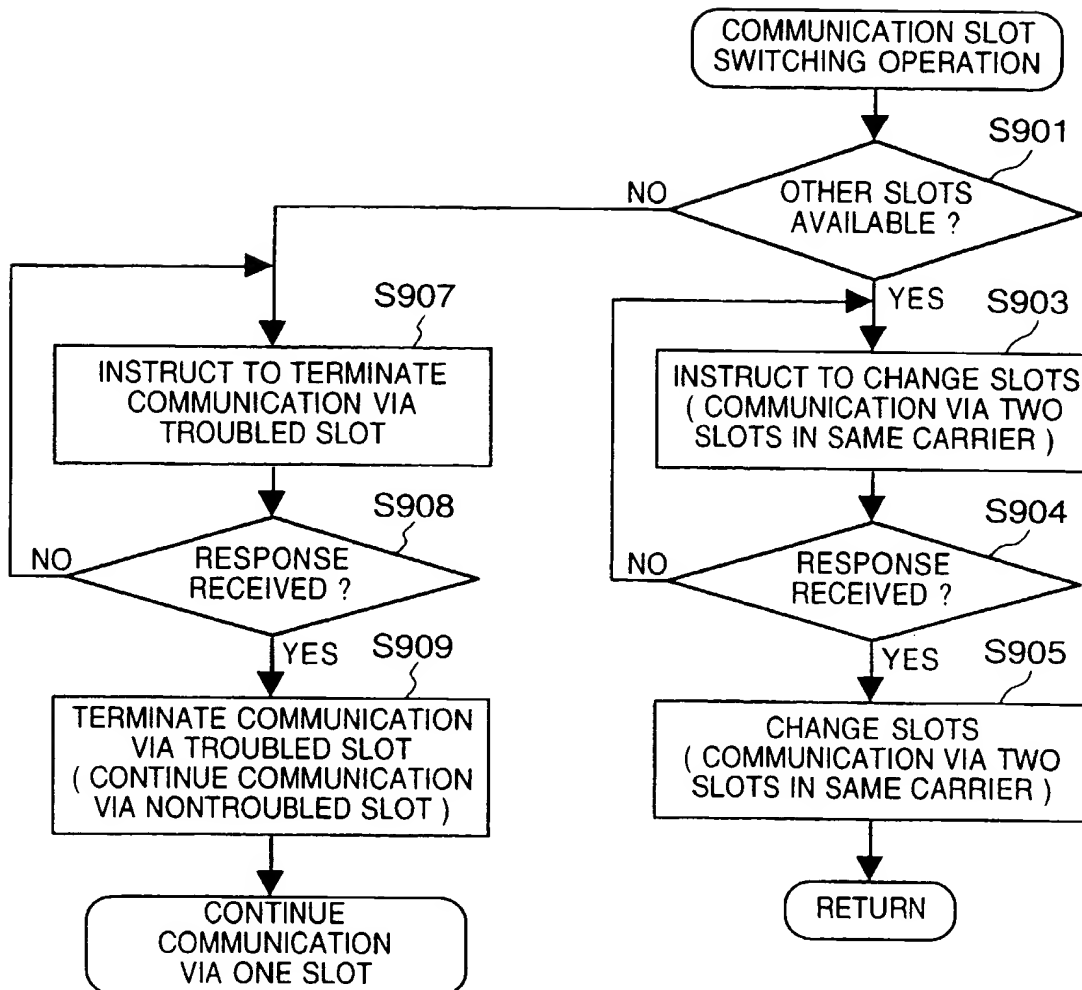 COMMUNICATION SLOT
SWITCHING OPERATION
S901
OTHER SLOTS
AVAILABLE ?
NO
YES
S903
INSTRUCT TO CHANGE SLOTS
( COMMUNICATION VIA TWO
SLOTS IN SAME CARRIER )
S904
RESPONSE
RECEIVED ?
NO
YES
S905
CHANGE SLOTS
( COMMUNICATION VIA TWO
SLOTS IN SAME CARRIER )
RETURN
S907
INSTRUCT TO TERMINATE
COMMUNICATION VIA
TROUBLED SLOT
S908
RESPONSE
RECEIVED ?
NO
YES
S909
TERMINATE COMMUNICATION
VIA TROUBLED SLOT
( CONTINUE COMMUNICATION
VIA NONTROUBLED SLOT )
CONTINUE
COMMUNICATION
VIA ONE SLOT